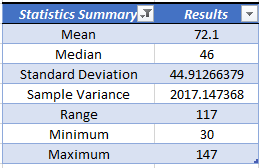 Statistics Summary Results
Mean 72.1
Median 46
Standard Deviation 44.91266379
Sample Variance 2017.147368
Range 117
Minimum 30
Maximum 147